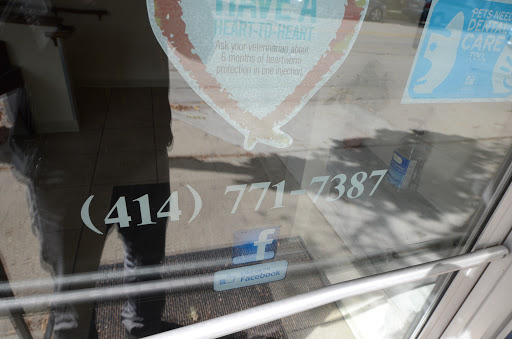 HAVE A
HEART-TO-HEART
Ask your veterinarian about
6 months of heartworm
protection in one injection.
PETS NEED
DENTAL
CARE
TOO
(414) 771-7387
f
Facebook